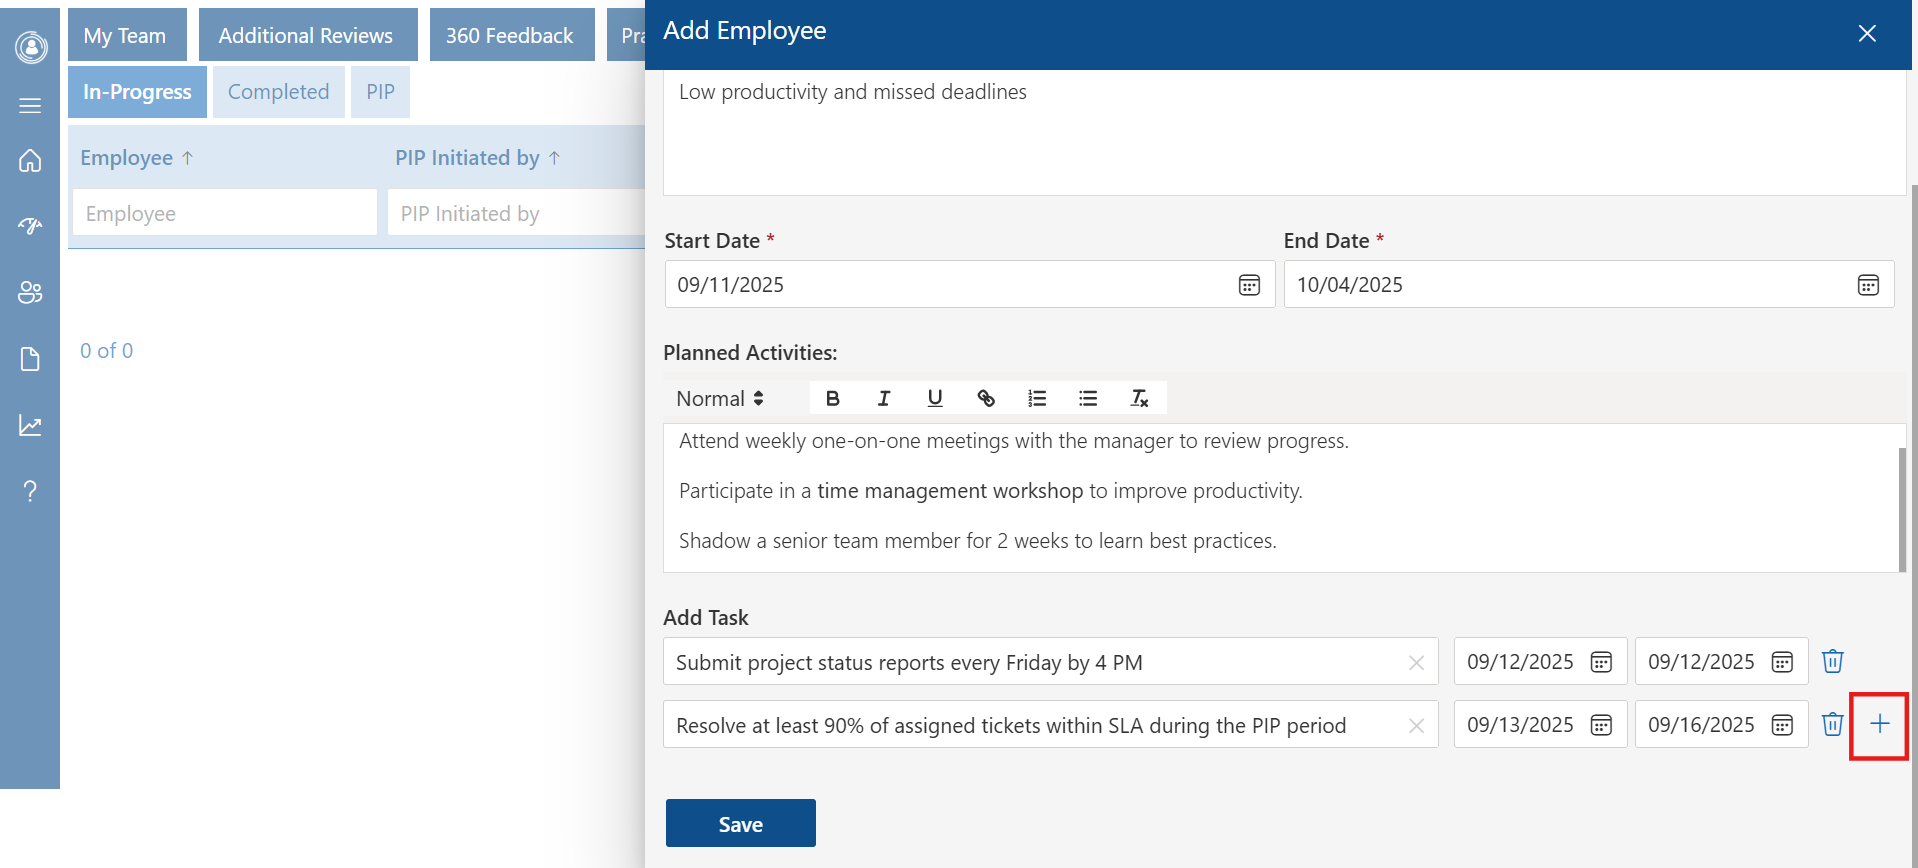 My Team
Additional Reviews
360 Feedback
Pra
In-Progress
Completed
PIP
Employee ↑
PIP Initiated by ↑
Employee
PIP Initiated by
0 of 0
Add Employee
Low productivity and missed deadlines
Start Date *
End Date *
09/11/2025
10/04/2025
Planned Activities:
Normal
Attend weekly one-on-one meetings with the manager to review progress.
Participate in a time management workshop to improve productivity.
Shadow a senior team member for 2 weeks to learn best practices.
Add Task
Submit project status reports every Friday by 4 PM
09/12/2025
09/12/2025
Resolve at least 90% of assigned tickets within SLA during the PIP period
09/13/2025
09/16/2025
Save